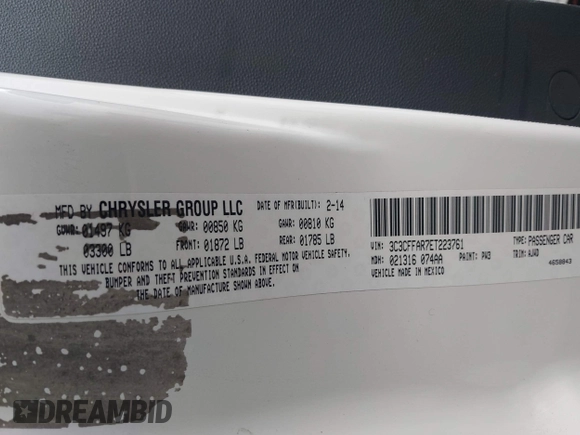 MFD BY CHRYSLER GROUP LLC DATE OF MFR(BUILT): 2-14
GVWR: 01497 KG GAWR: 00850 KG GAWR: 00810 KG
03300 LB FRONT: 01872 LB REAR: 01785 LB
THIS VEHICLE CONFORMS TO ALL APPLICABLE U.S.A. FEDERAL MOTOR VEHICLE SAFETY,
BUMPER AND THEFT PREVENTION STANDARDS IN EFFECT ON
THE DATE OF MANUFACTURE SHOWN ABOVE.
VIN: 3C3CFFAR7ET223761 TYPE: PASSENGER CAR
MDH: 021316 074AA PAINT: PW3 TRIM:
VEHICLE MADE IN MEXICO 4658843
DREAMBID